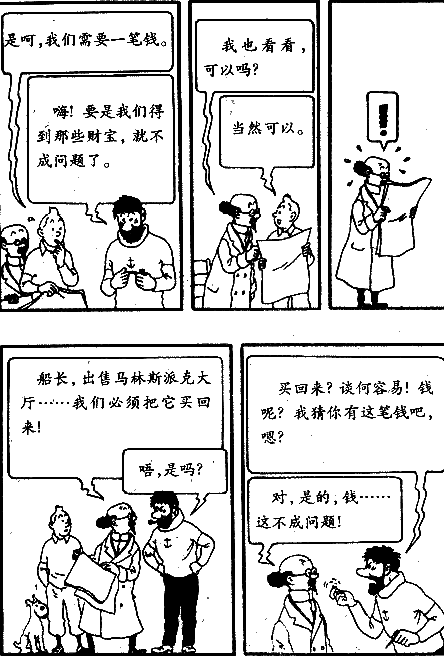 是呵,我们需要一笔钱。
嗨!要是我们得
到那些财宝,就不
成问题了。
我也看看,
可以吗?
当然可以。
!
船长,出售马林斯派克大
厅……我们必须把它买回
来!
唔,是吗?
买回来?谈何容易!钱
呢?我猜你有这笔钱吧,
嗯?
对,是的,钱……
这不成问题!